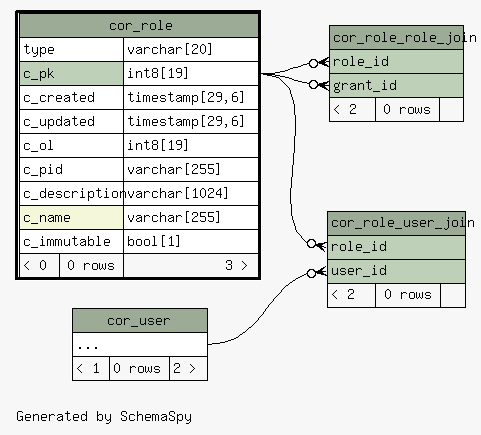 cor_role
type varchar[20]
c_pk int8[19]
c_created timestamp[29,6]
c_updated timestamp[29,6]
c_ol int8[19]
c_pid varchar[255]
c_description varchar[1024]
c_name varchar[255]
c_immutable bool[1]
< 0 0 rows 3 >
cor_role_role_join
role_id
grant_id
< 2 0 rows
cor_role_user_join
role_id
user_id
< 2 0 rows
cor_user
...
< 1 0 rows 2 >
Generated by SchemaSpy